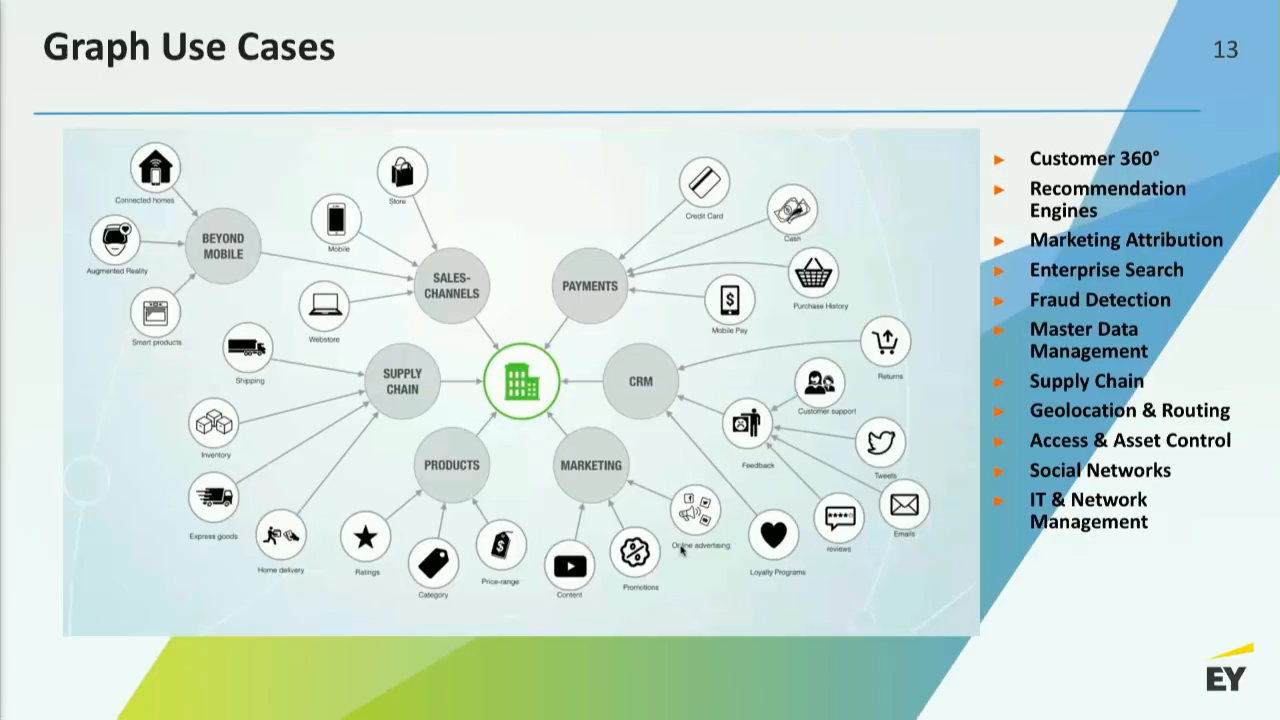 Graph Use Cases
13
Connected homes
Augmented Reality
Smart products
BEYOND
MOBILE
Mobile
Store
Webstore
SALES-
CHANNELS
PAYMENTS
Credit Card
Cash
Purchase History
Mobile Pay
Shipping
Inventory
Express goods
Home delivery
SUPPLY
CHAIN
CRM
Returns
Customer support
Feedback
Tweets
Emails
reviews
Loyalty Programs
PRODUCTS
Ratings
Category
Price-range
MARKETING
Content
Promotions
Online advertising
► Customer 360°
► Recommendation
Engines
► Marketing Attribution
► Enterprise Search
► Fraud Detection
► Master Data
Management
► Supply Chain
► Geolocation & Routing
► Access & Asset Control
► Social Networks
► IT & Network
Management
EY